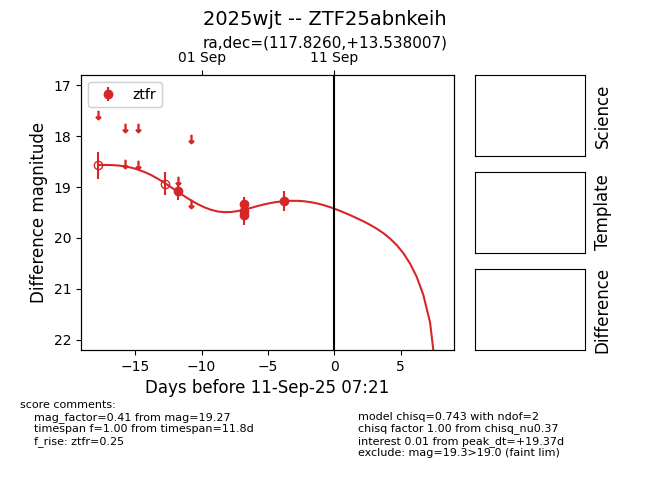 2025wjt -- ZTF25abnkeih
ra,dec=(117.8260,+13.538007)
01 Sep 11 Sep
ztfr
17
18
19
20
21
22
Difference magnitude
−15 −10 −5 0 5
Days before 11-Sep-25 07:21
Science
Template
Difference
score comments:
mag_factor=0.41 from mag=19.27
timespan f=1.00 from timespan=11.8d
f_rise: ztfr=0.25
model chisq=0.743 with ndof=2
chisq factor 1.00 from chisq_nu0.37
interest 0.01 from peak_dt=+19.37d
exclude: mag=19.3>19.0 (faint lim)